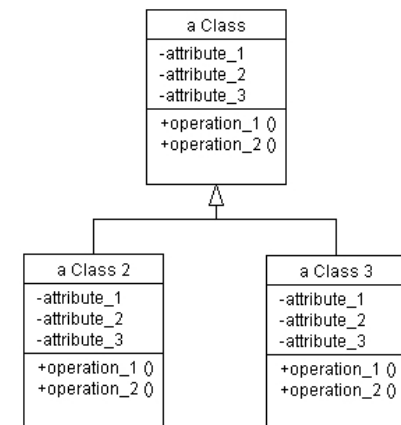 a Class
-attribute_1
-attribute_2
-attribute_3
+operation_1 ()
+operation_2 ()
a Class 2
-attribute_1
-attribute_2
-attribute_3
+operation_1 ()
+operation_2 ()
a Class 3
-attribute_1
-attribute_2
-attribute_3
+operation_1 ()
+operation_2 ()